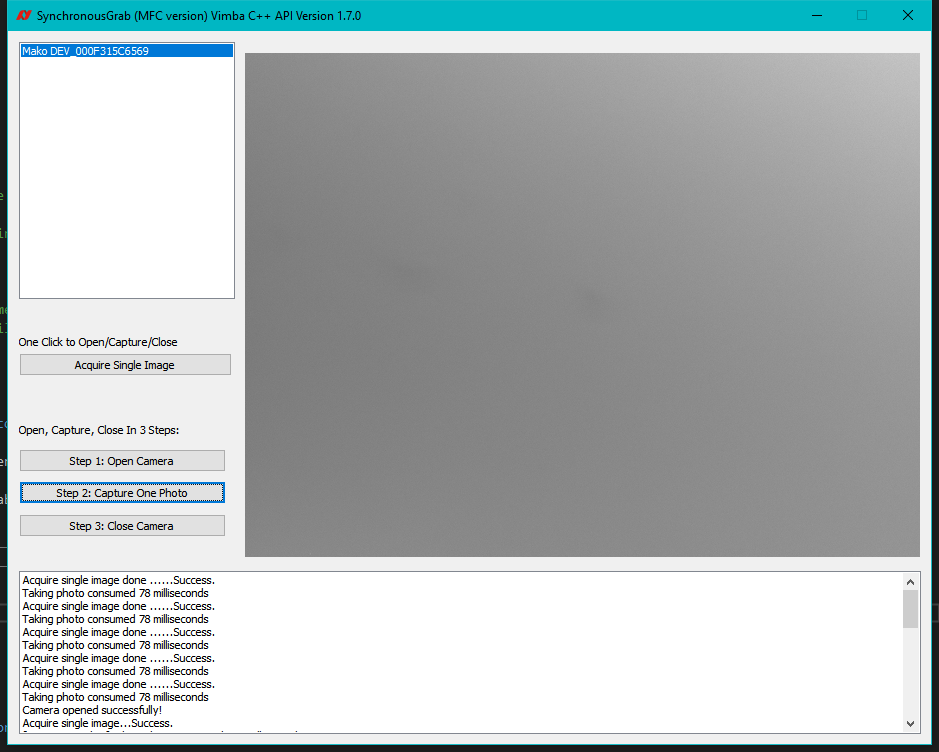 SynchronousGrab (MFC version) Vimba C++ API Version 1.7.0
Mako DEV_000F315C6569
One Click to Open/Capture/Close
Acquire Single Image
Open, Capture, Close In 3 Steps:
Step 1: Open Camera
Step 2: Capture One Photo
Step 3: Close Camera
Acquire single image done ......Success.
Taking photo consumed 78 milliseconds
Acquire single image done ......Success.
Taking photo consumed 78 milliseconds
Acquire single image done ......Success.
Taking photo consumed 78 milliseconds
Acquire single image done ......Success.
Taking photo consumed 78 milliseconds
Acquire single image done ......Success.
Taking photo consumed 78 milliseconds
Camera opened successfully!
Acquire single image...Success.